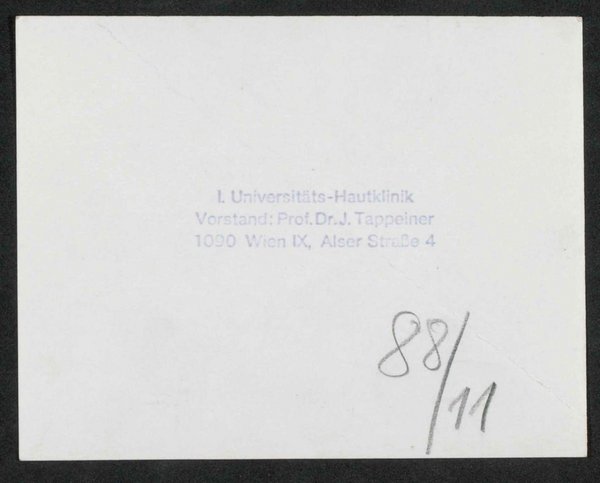 I. Universitäts-Hautklinik
Vorstand: Prof. Dr. J. Tappeiner
1090 Wien IX, Alser Straße 4
88/11